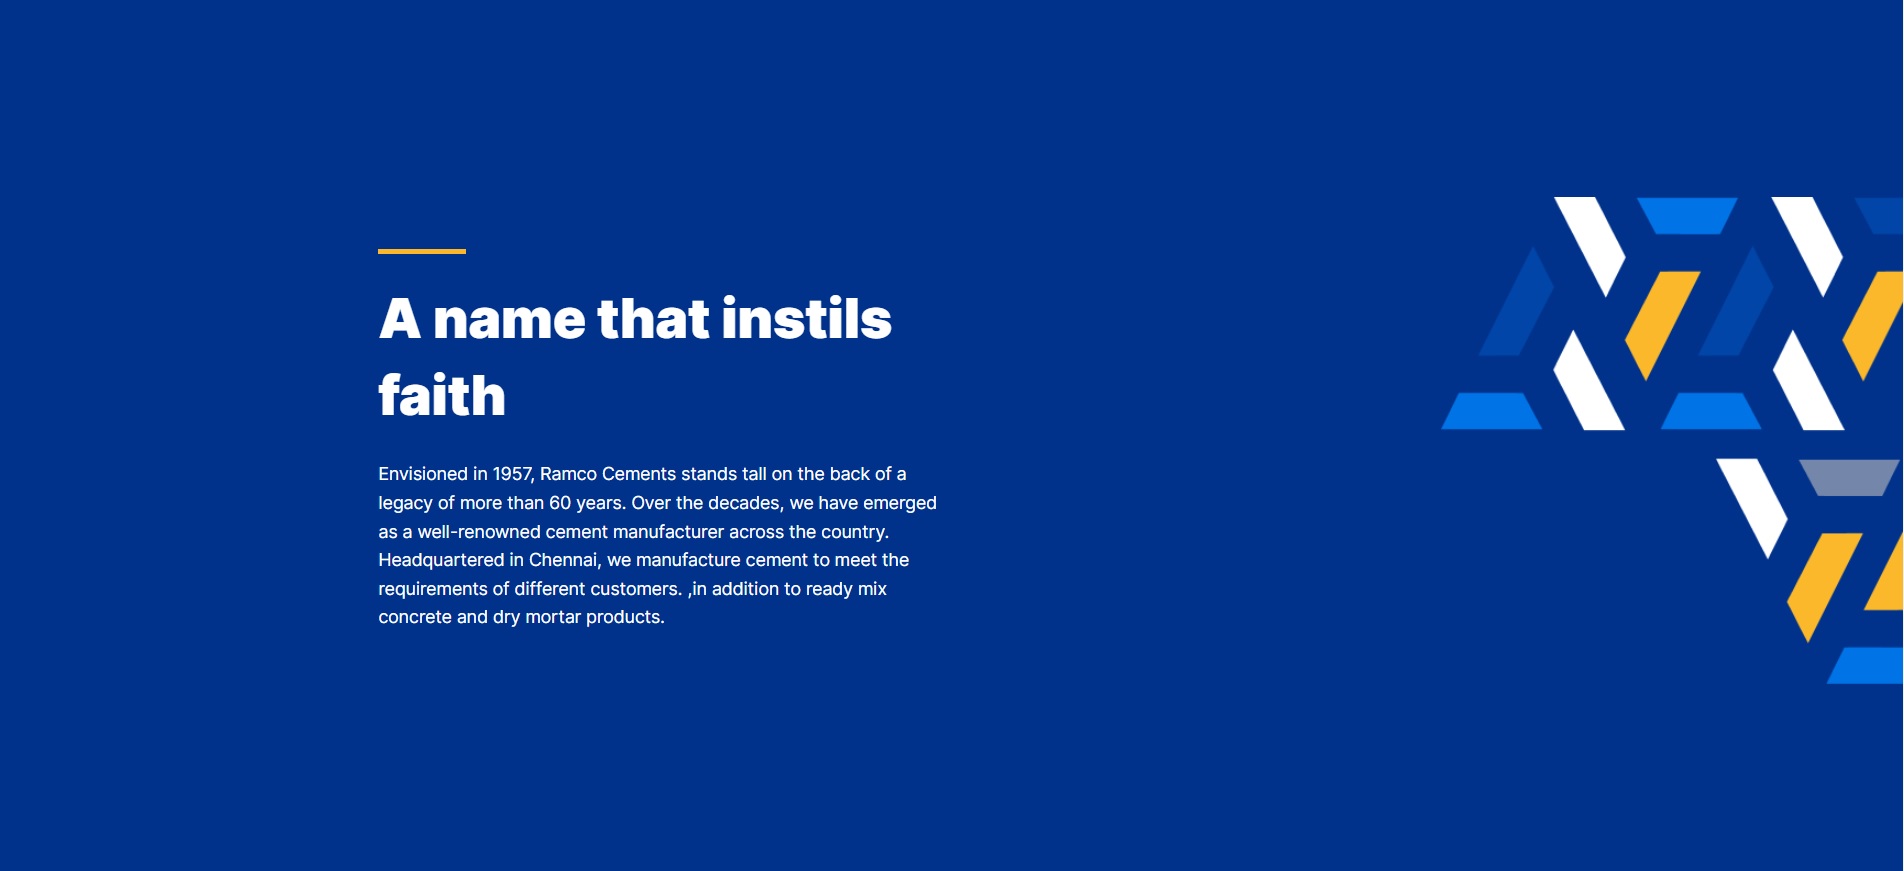 A name that instils
faith
Envisioned in 1957, Ramco Cements stands tall on the back of a
legacy of more than 60 years. Over the decades, we have emerged
as a well-renowned cement manufacturer across the country.
Headquartered in Chennai, we manufacture cement to meet the
requirements of different customers. ,in addition to ready mix
concrete and dry mortar products.